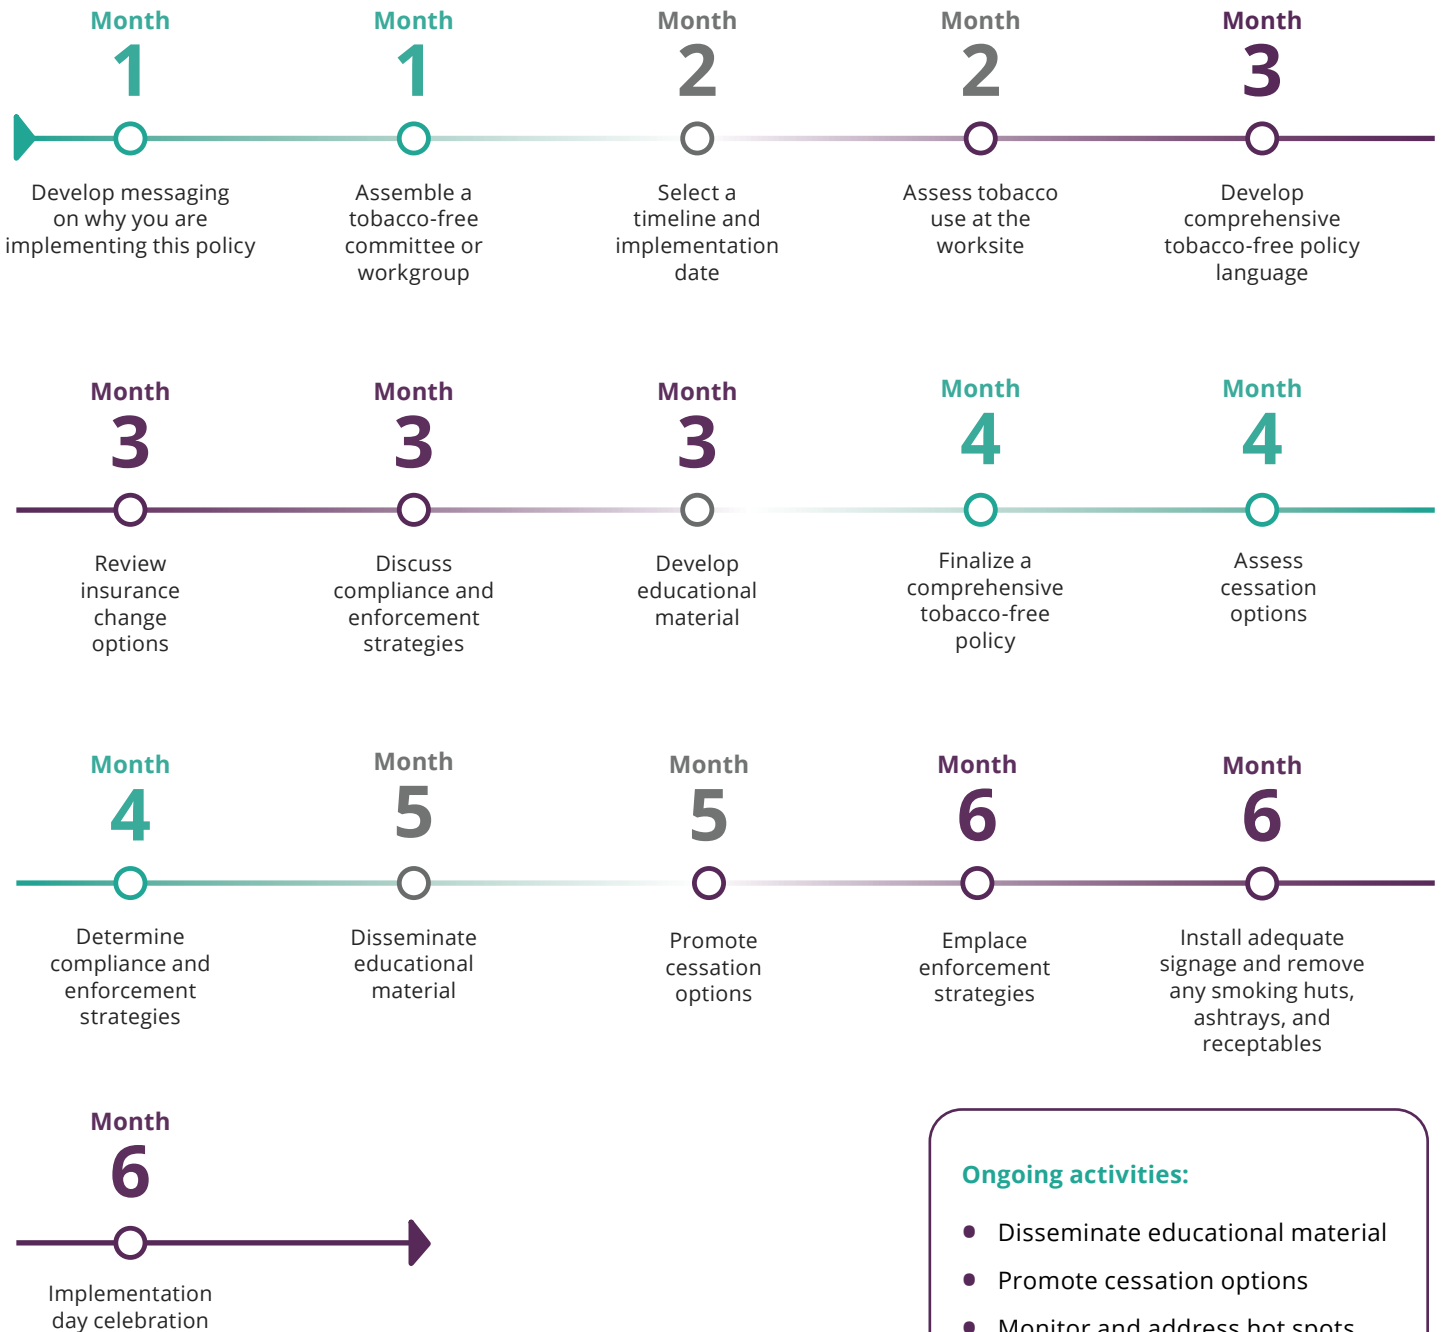 Month
1
Develop messaging
on why you are
implementing this policy
Month
1
Assemble a
tobacco-free
committee or
workgroup
Month
2
Select a
timeline and
implementation
date
Month
2
Assess tobacco
use at the
worksite
Month
3
Develop
comprehensive
tobacco-free policy
language
Month
3
Review
insurance
change
options
Month
3
Discuss
compliance and
enforcement
strategies
Month
3
Develop
educational
material
Month
4
Finalize a
comprehensive
tobacco-free
policy
Month
4
Assess
cessation
options
Month
4
Determine
compliance and
enforcement
strategies
Month
5
Disseminate
educational
material
Month
5
Promote
cessation
options
Month
6
Emplace
enforcement
strategies
Month
6
Install adequate
signage and remove
any smoking huts,
ashtrays, and
receptables
Month
6
Implementation
day celebration
Ongoing activities:
• Disseminate educational material
• Promote cessation options
• Monitor and address hot spots